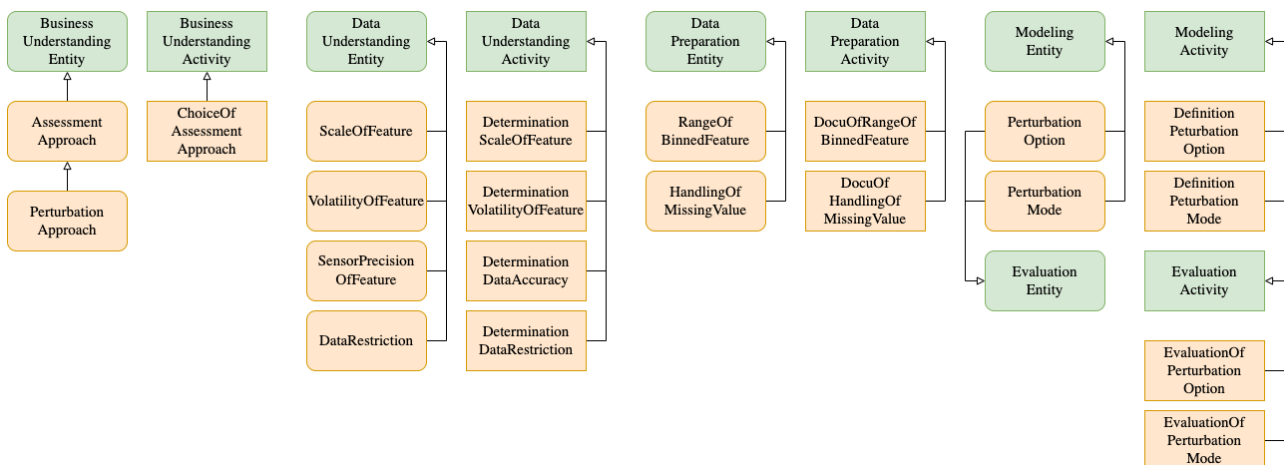 Business
Understanding
Entity
Business
Understanding
Activity
Data
Understanding
Entity
Data
Understanding
Activity
Data
Preparation
Entity
Data
Preparation
Activity
Modeling
Entity
Modeling
Activity
Assessment
Approach
ChoiceOf
Assessment
Approach
ScaleOfFeature
Determination
ScaleOfFeature
RangeOf
BinnedFeature
DocuOfRangeOf
BinnedFeature
Perturbation
Option
Definition
Peturbation
Option
Perturbation
Approach
VolatilityOfFeature
Determination
VolatilityOfFeature
HandlingOf
MissingValue
DocuOf
HandlingOf
MissingValue
Perturbation
Mode
Definition
Peturbation
Mode
SensorPrecision
OfFeature
Determination
DataAccuracy
Evaluation
Entity
Evaluation
Activity
DataRestriction
Determination
DataRestriction
EvaluationOf
Perturbation
Option
EvaluationOf
Perturbation
Mode